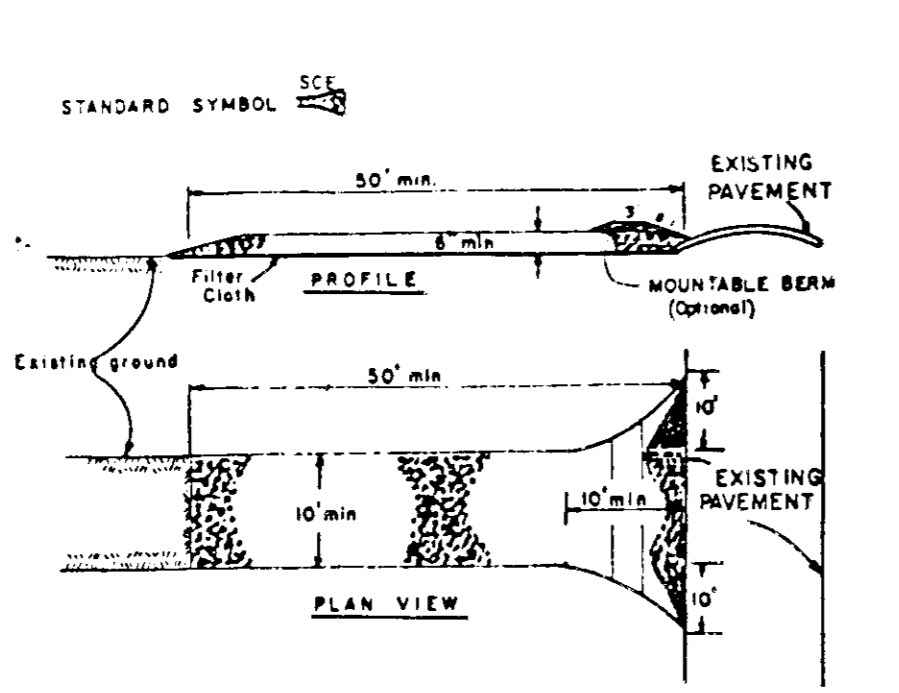 SCE
STANDARD SYMBOL
EXISTING
PAVEMENT
50' min.
3
6" min
Filter
Cloth
PROFILE
MOUNTABLE BERM
(Optional)
Existing ground
50' min
10'
10' min
10' min
EXISTING
PAVEMENT
10'
PLAN VIEW